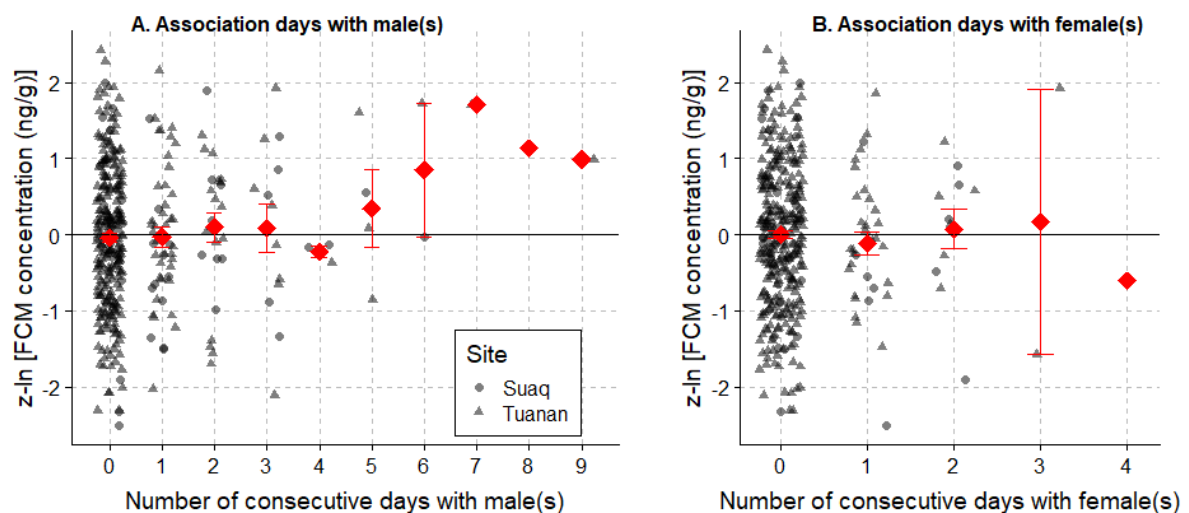 A. Association days with male(s)
z-ln [FCM concentration (ng/g)]
2
1
0
-1
-2
Site
Suaq
Tuanan
0 1 2 3 4 5 6 7 8 9
Number of consecutive days with male(s)
B. Association days with female(s)
z-ln [FCM concentration (ng/g)]
2
1
0
-1
-2
0 1 2 3 4
Number of consecutive days with female(s)